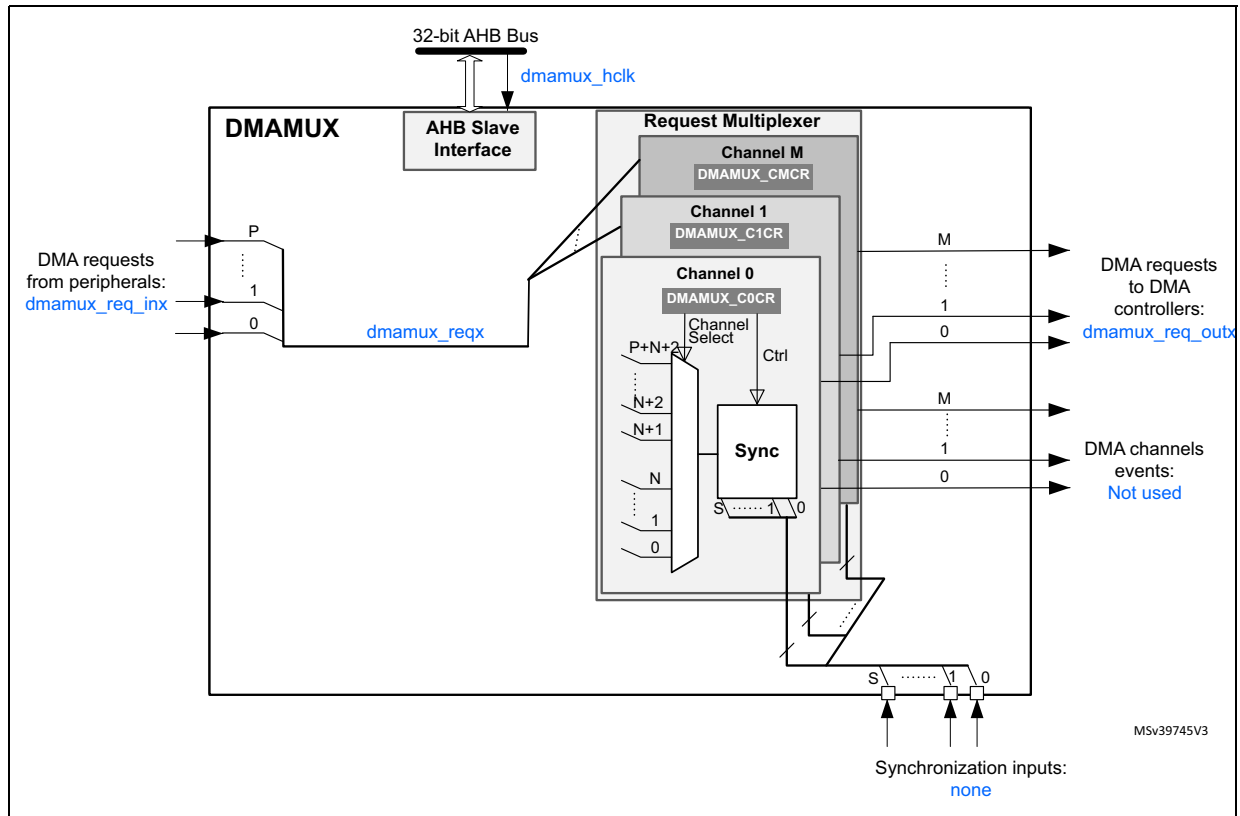 32-bit AHB Bus
dmamux_hclk
DMAMUX
AHB Slave
Interface
Request Multiplexer
Channel M
DMAMUX_CMCR
Channel 1
DMAMUX_C1CR
Channel 0
DMAMUX_C0CR
Channel
Select
Ctrl
P+N+2
N+2
N+1
N
1
0
Sync
S ....... 1 0
DMA requests
from peripherals:
dmamux_req_inx
P
1
0
dmamux_reqx
M
1
0
DMA requests
to DMA
controllers:
dmamux_req_outx
M
1
0
DMA channels
events:
Not used
S ....... 1 0
Synchronization inputs:
none
MSv39745V3